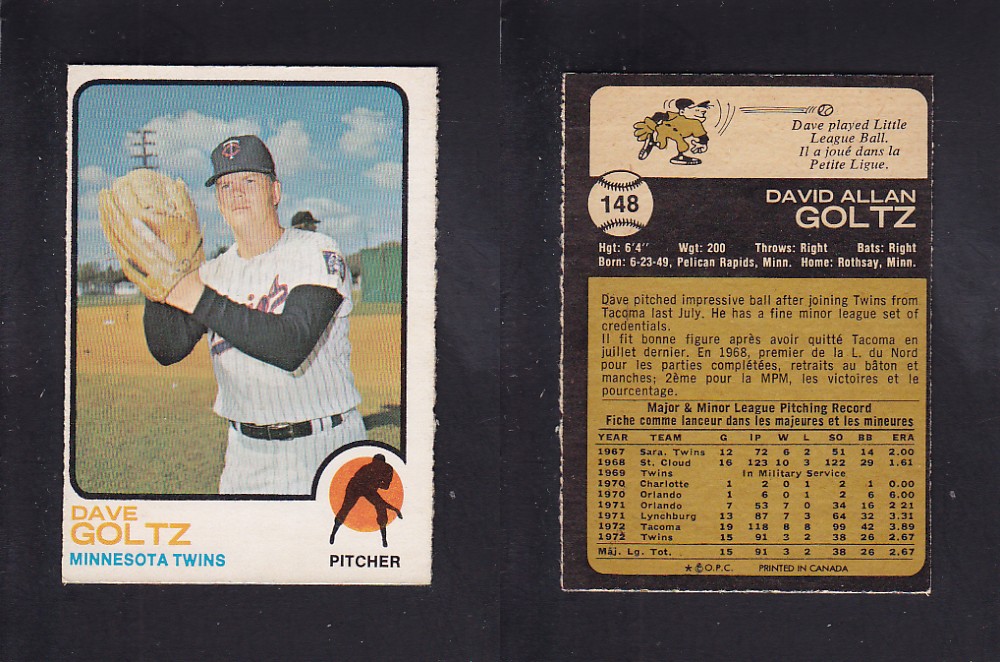 DAVE
GOLTZ
MINNESOTA TWINS
PITCHER
Dave played Little
League Ball.
Il a joué dans la
Petite Ligue.
148
DAVID ALLAN
GOLTZ
Hgt: 6'4" Wgt: 200 Throws: Right Bats: Right
Born: 6-23-49, Pelican Rapids, Minn. Home: Rothsay, Minn.
Dave pitched impressive ball after joining Twins from
Tacoma last July. He has a fine minor league set of
credentials.
Il fit bonne figure après avoir quitté Tacoma en
juillet dernier. En 1968, premier de la L. du Nord
pour les parties complétées, retraits au bâton et
manches; 2ème pour la MPM, les victoires et le
pourcentage.
Major & Minor League Pitching Record
Fiche comme lanceur dans les majeures et les mineures
YEAR TEAM G IP W L SO BB ERA
1967 Sara. Twins 12 72 6 2 51 14 2.00
1968 St. Cloud 16 123 10 3 122 29 1.61
1969 Twins In Military Service
1970 Charlotte 1 2 0 1 2 1 0.00
1970 Orlando 1 6 0 1 2 6 6.00
1971 Orlando 7 53 7 0 34 16 2.21
1971 Lynchburg 13 87 7 3 64 32 3.31
1972 Tacoma 19 118 8 8 99 42 3.89
1972 Twins 15 91 3 2 38 26 2.67
Maj. Lg. Tot. 15 91 3 2 38 26 2.67
★ © O.P.C. PRINTED IN CANADA